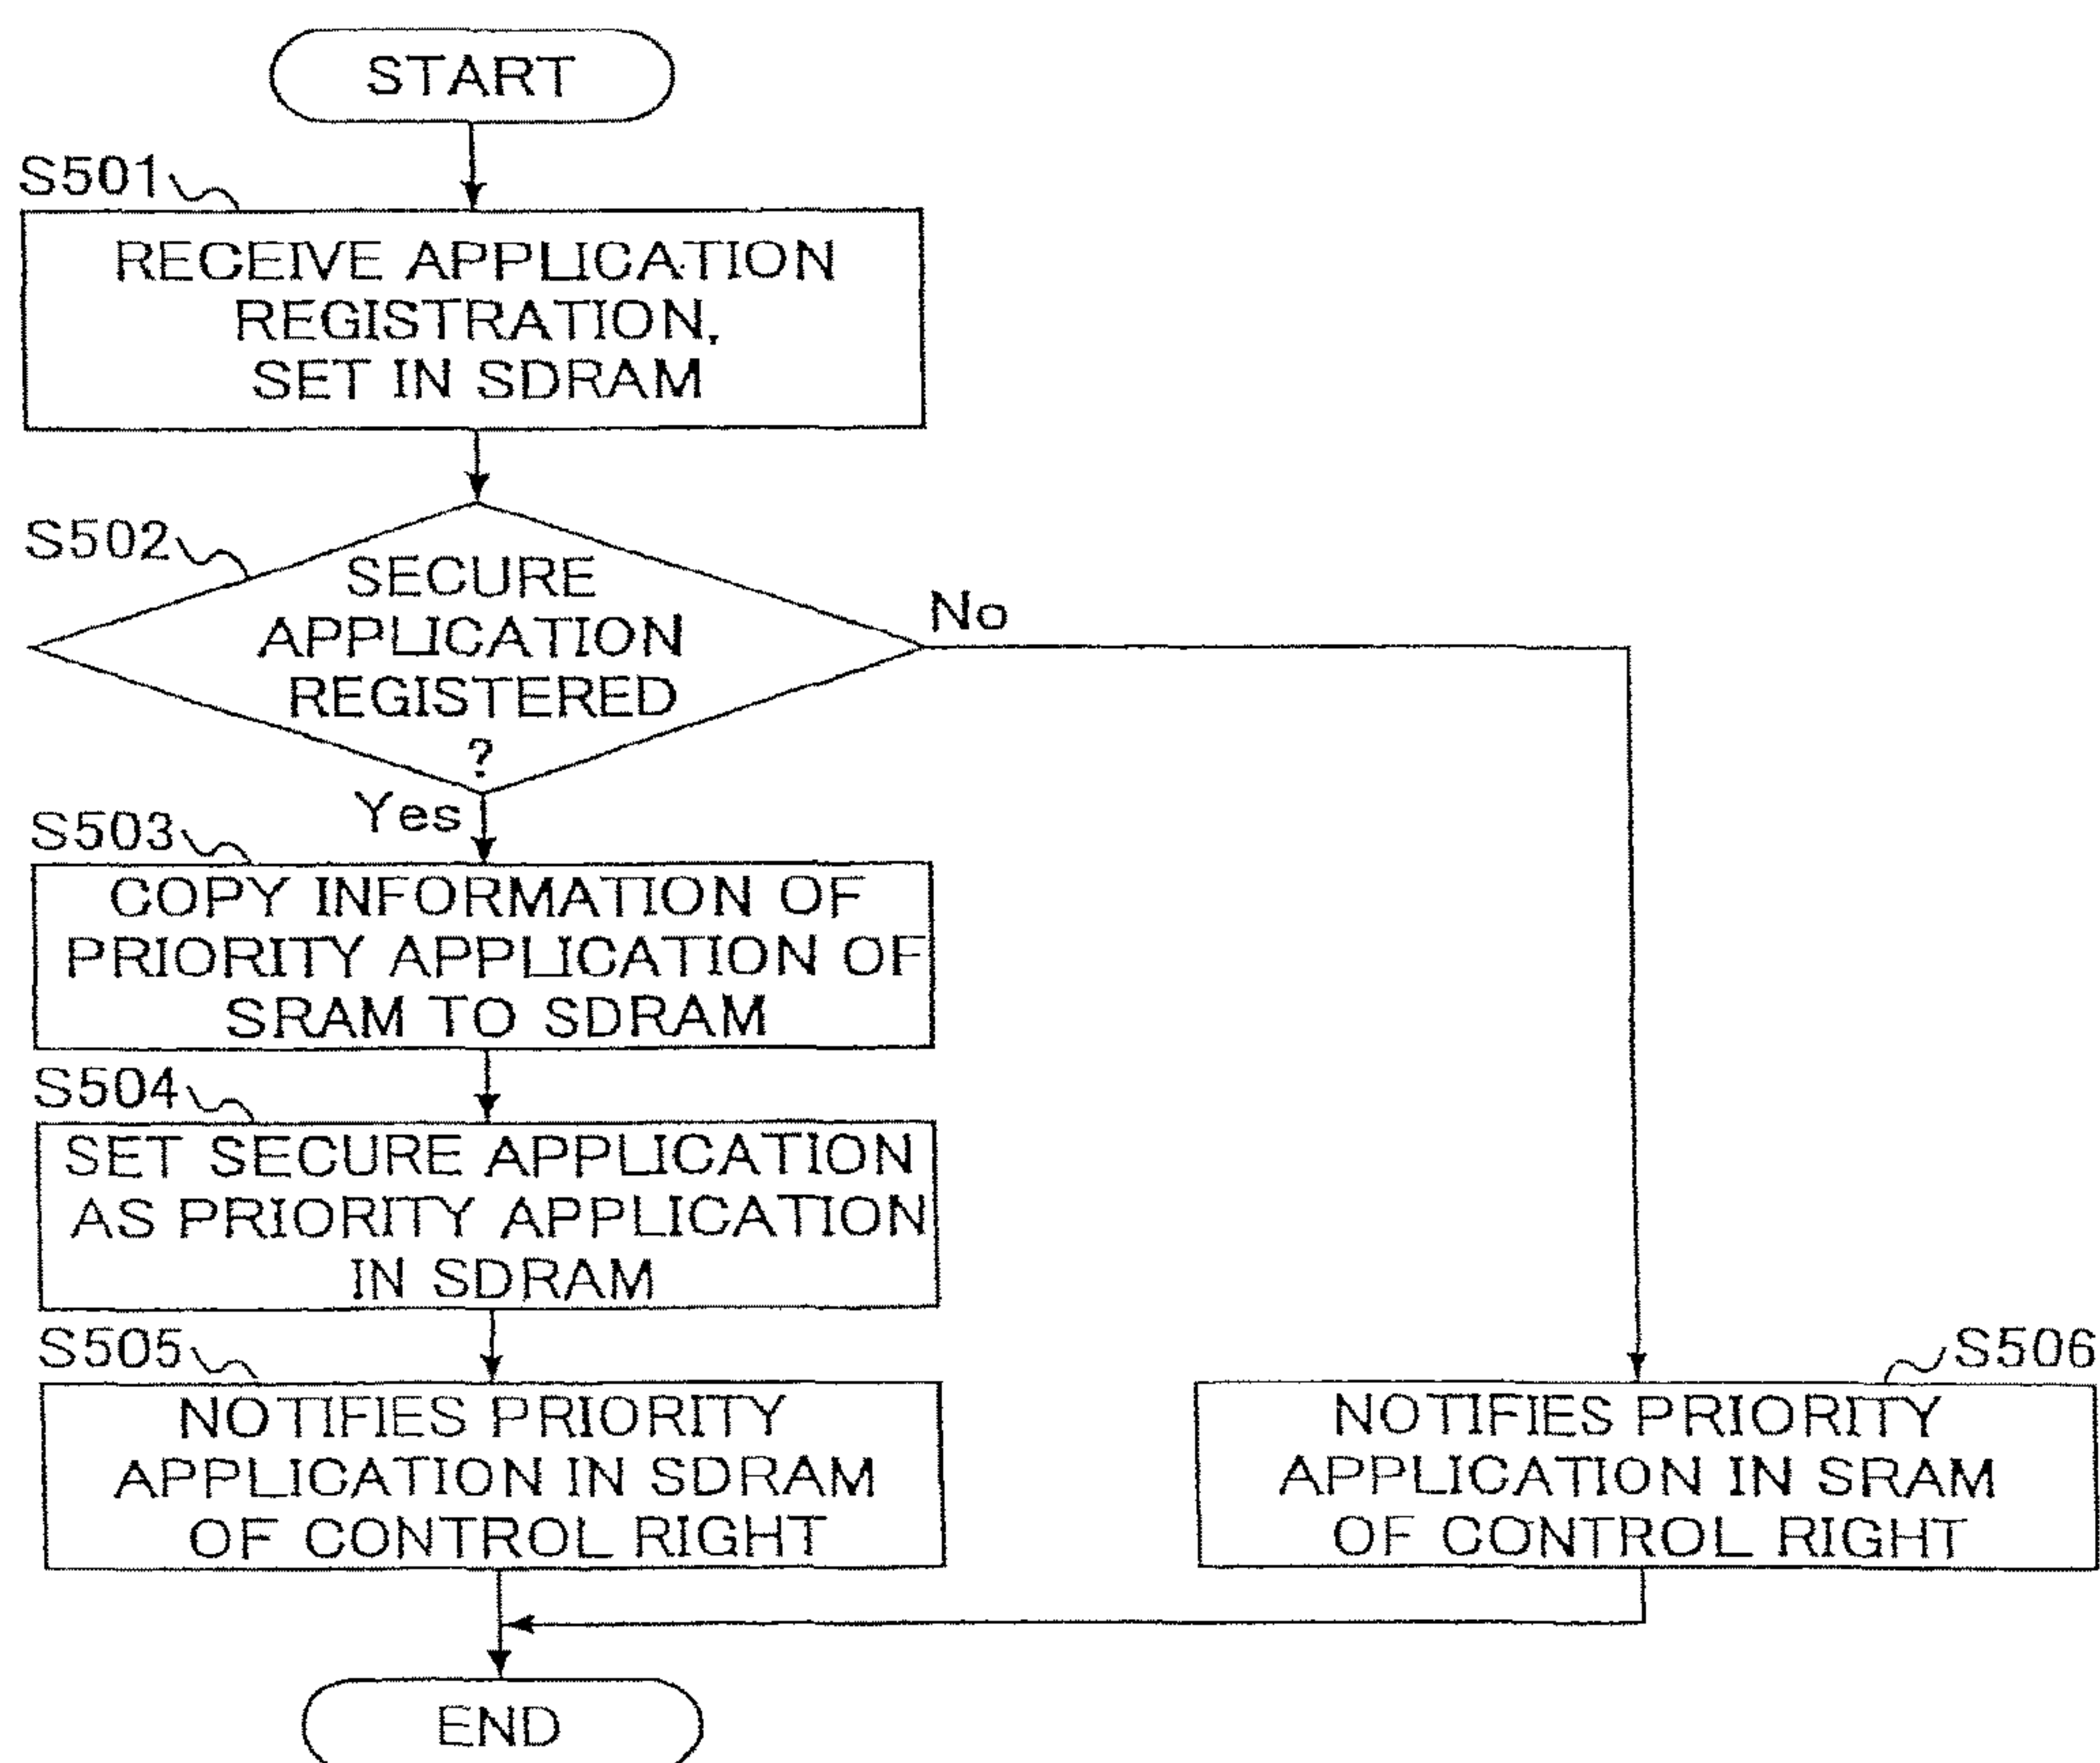 START
S501
RECEIVE APPLICATION
REGISTRATION,
SET IN SDRAM
S502
SECURE
APPLICATION
REGISTERED
?
No
Yes
S503
COPY INFORMATION OF
PRIORITY APPLICATION OF
SRAM TO SDRAM
S504
SET SECURE APPLICATION
AS PRIORITY APPLICATION
IN SDRAM
S505
NOTIFIES PRIORITY
APPLICATION IN SDRAM
OF CONTROL RIGHT
S506
NOTIFIES PRIORITY
APPLICATION IN SRAM
OF CONTROL RIGHT
END